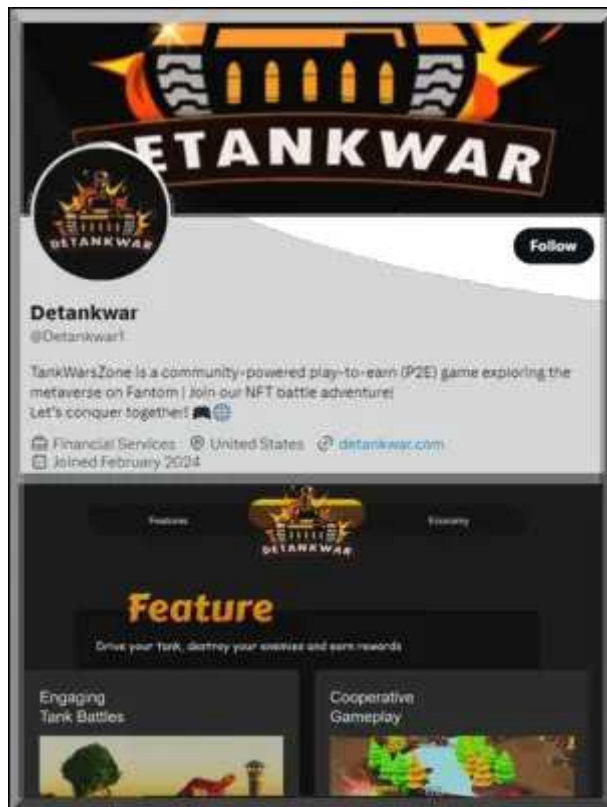 DETANKWAR
DETANKWAR
Follow
Detankwar
@Detankwar1
TankWarsZone is a community-powered play-to-earn (P2E) game exploring the
metaverse on Fantom | Join our NFT battle adventure!
Let's conquer together!
Financial Services United States detankwar.com
Joined February 2024
Features Economy
DETANKWAR
Feature
Drive your tank, destroy your enemies and earn rewards
Engaging
Tank Battles
Cooperative
Gameplay